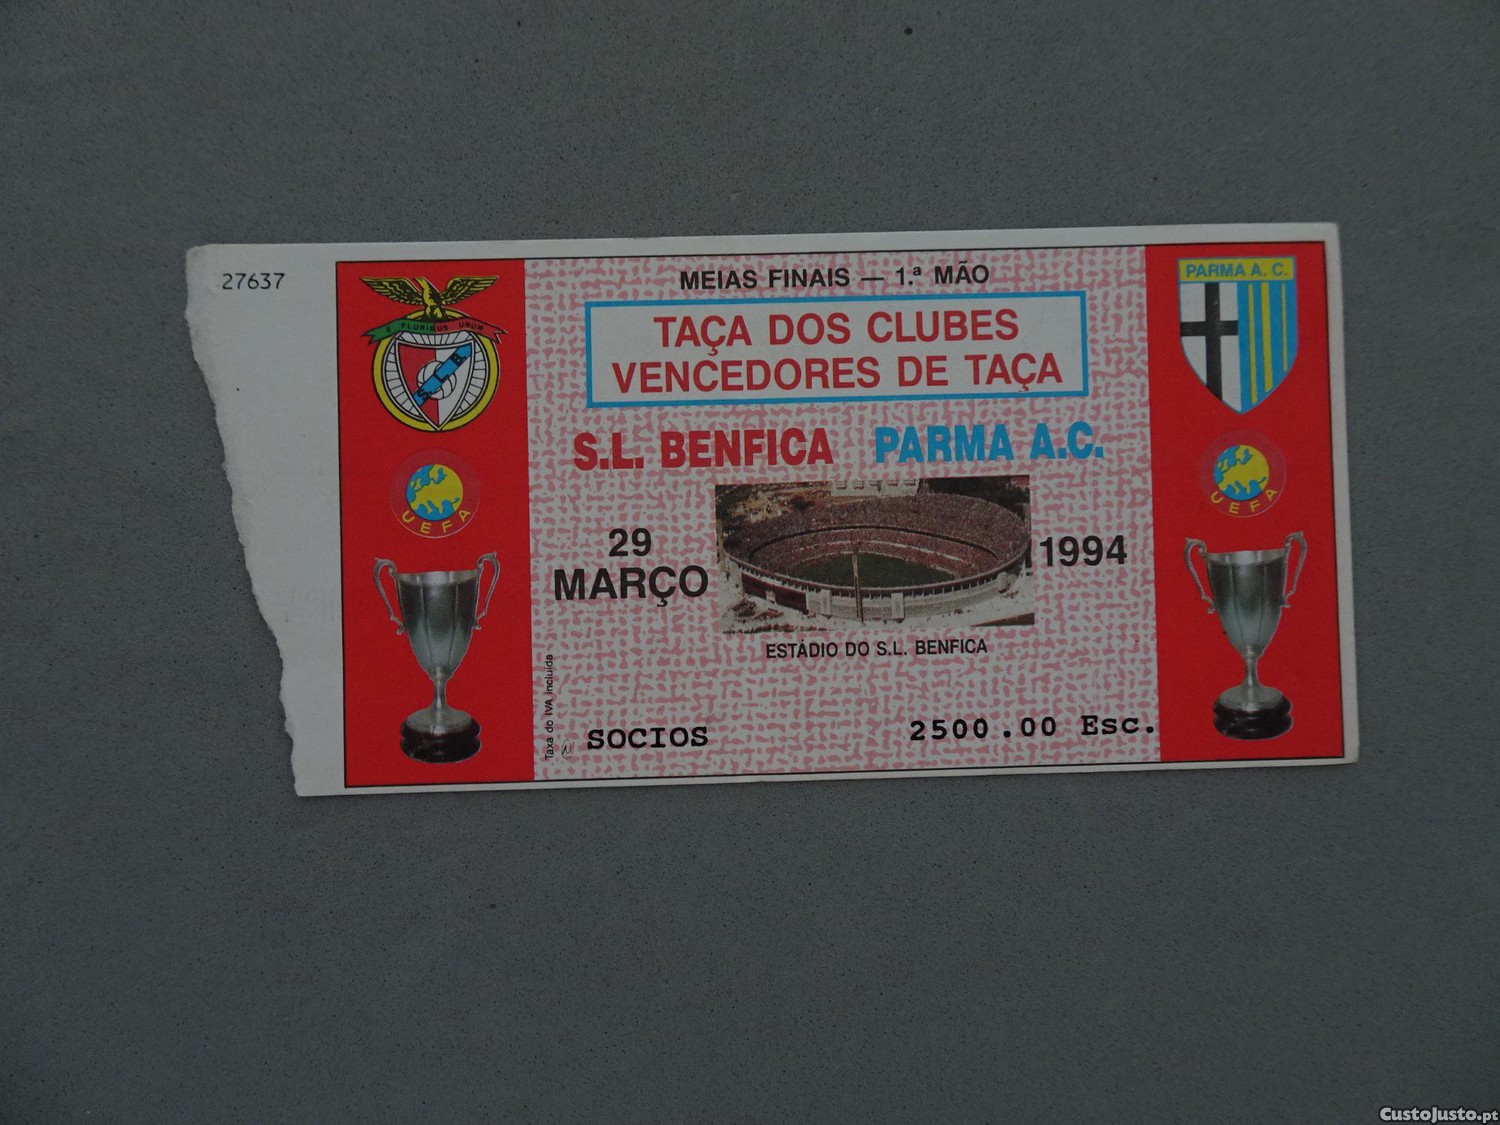 27637
MEIAS FINAIS — 1.ª MÃO
TAÇA DOS CLUBES
VENCEDORES DE TAÇA
S.L. BENFICA PARMA A.C.
29
MARÇO
1994
ESTÁDIO DO S.L. BENFICA
Taxa do IVA incluida
SOCIOS 2500.00 Esc.
E PLURIBUS UNUM
S L B
UEFA
PARMA A. C.
UEFA
CustoJusto.pt